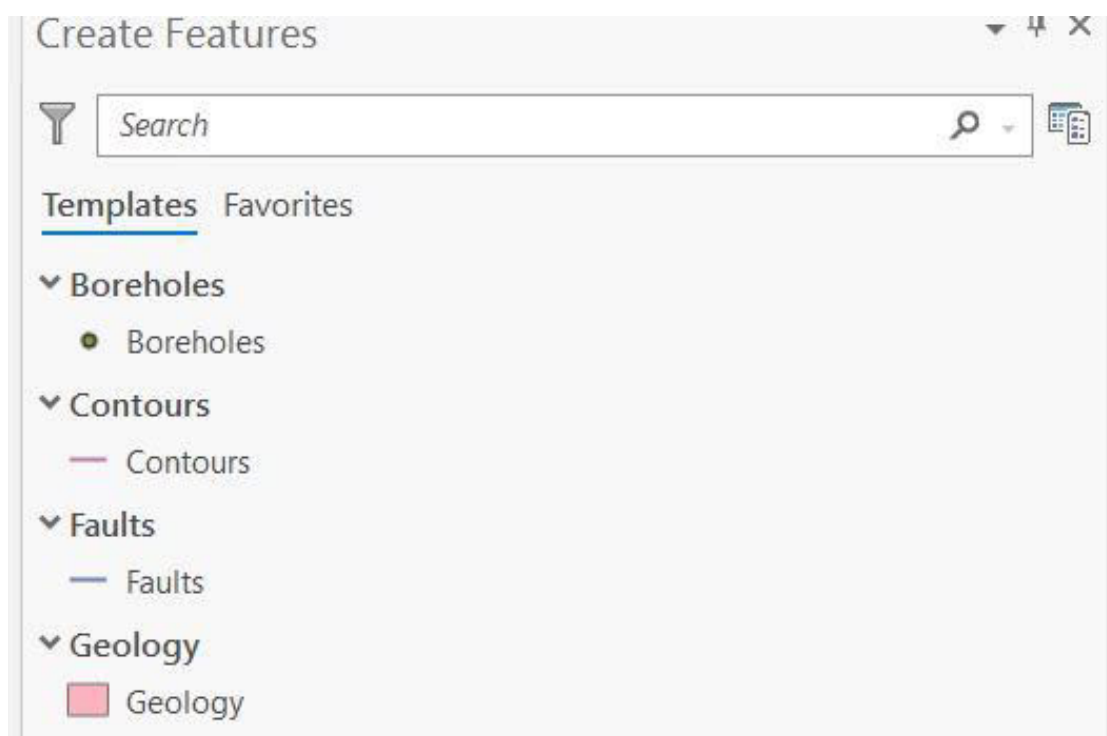 Create Features
Search
Templates Favorites
Boreholes
Boreholes
Contours
Contours
Faults
Faults
Geology
Geology